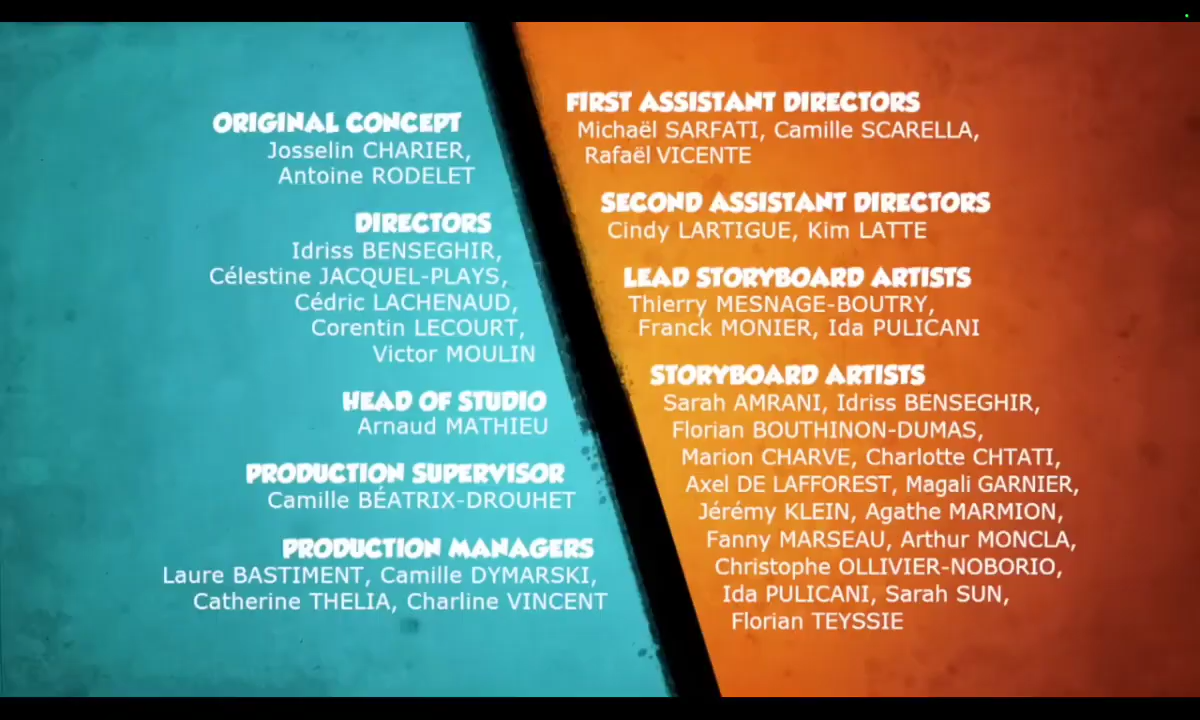 ORIGINAL CONCEPT
Josselin CHARIER,
Antoine RODELET
DIRECTORS
Idriss BENSEGHIR,
Célestine JACQUEL-PLAYS,
Cédric LACHENAUD,
Corentin LECOURT,
Victor MOULIN
HEAD OF STUDIO
Arnaud MATHIEU
PRODUCTION SUPERVISOR
Camille BÉATRIX-DROUHET
PRODUCTION MANAGERS
Laure BASTIMENT, Camille DYMARSKI,
Catherine THELIA, Charline VINCENT
FIRST ASSISTANT DIRECTORS
Michaël SARFATI, Camille SCARELLA,
Rafaël VICENTE
SECOND ASSISTANT DIRECTORS
Cindy LARTIGUE, Kim LATTE
LEAD STORYBOARD ARTISTS
Thierry MESNAGE-BOUTRY,
Franck MONIER, Ida PULICANI
STORYBOARD ARTISTS
Sarah AMRANI, Idriss BENSEGHIR,
Florian BOUTHINON-DUMAS,
Marion CHARVE, Charlotte CHTATI,
Axel DE LAFFOREST, Magali GARNIER,
Jérémy KLEIN, Agathe MARMION,
Fanny MARSEAU, Arthur MONCLA,
Christophe OLLIVIER-NOBORIO,
Ida PULICANI, Sarah SUN,
Florian TEYSSIE